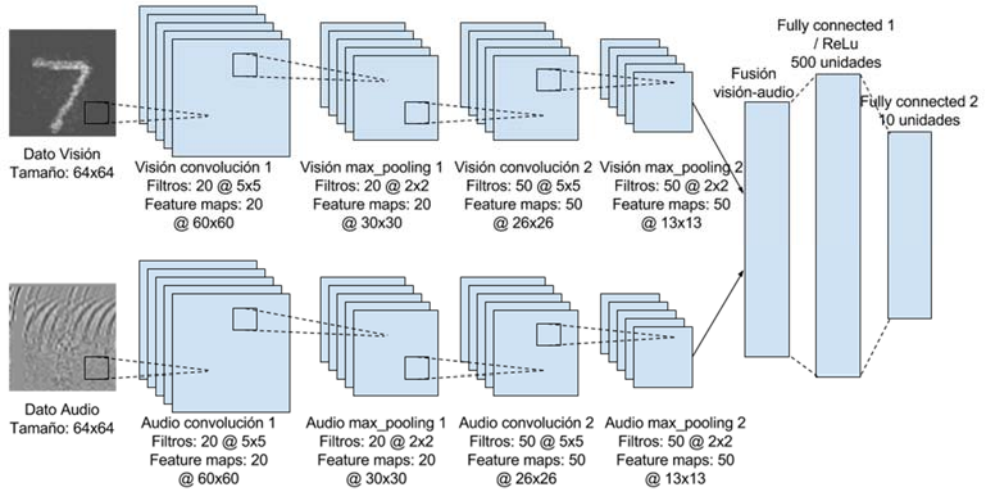 Dato Visión
Tamaño: 64x64
Visión convolución 1
Filtros: 20 @ 5x5
Feature maps: 20
@ 60x60
Visión max_pooling 1
Filtros: 20 @ 2x2
Feature maps: 20
@ 30x30
Visión convolución 2
Filtros: 50 @ 5x5
Feature maps: 50
@ 26x26
Visión max_pooling 2
Filtros: 50 @ 2x2
Feature maps: 50
@ 13x13
Fusión
visión-audio
Fully connected 1
/ ReLu
500 unidades
Fully connected 2
10 unidades
Dato Audio
Tamaño: 64x64
Audio convolución 1
Filtros: 20 @ 5x5
Feature maps: 20
@ 60x60
Audio max_pooling 1
Filtros: 20 @ 2x2
Feature maps: 20
@ 30x30
Audio convolución 2
Filtros: 50 @ 5x5
Feature maps: 50
@ 26x26
Audio max_pooling 2
Filtros: 50 @ 2x2
Feature maps: 50
@ 13x13
7